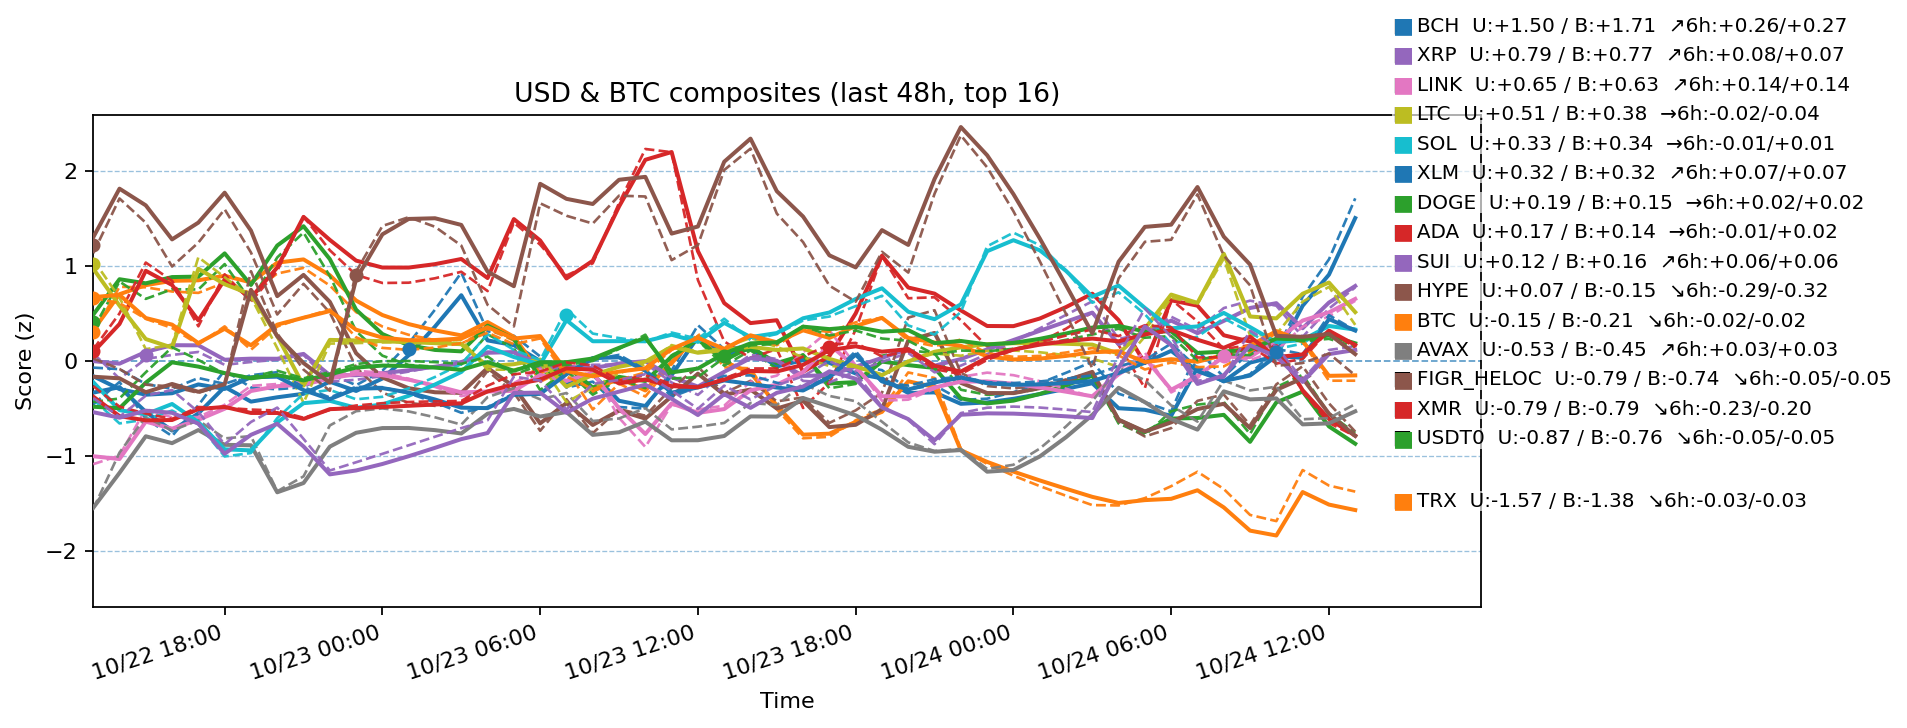 BCH  U:+1.50 / B:+1.71  ↗6h:+0.26/+0.27
XRP  U:+0.79 / B:+0.77  ↗6h:+0.08/+0.07
LINK  U:+0.65 / B:+0.63  ↗6h:+0.14/+0.14
USD & BTC composites (last 48h, top 16)
LTC  U:+0.51 / B:+0.38  →6h:-0.02/-0.04
SOL  U:+0.33 / B:+0.34  →6h:-0.01/+0.01
XLM  U:+0.32 / B:+0.32  ↗6h:+0.07/+0.07
DOGE  U:+0.19 / B:+0.15  →6h:+0.02/+0.02
ADA  U:+0.17 / B:+0.14  →6h:-0.01/+0.02
SUI  U:+0.12 / B:+0.16  ↗6h:+0.06/+0.06
HYPE  U:+0.07 / B:-0.15  ↘6h:-0.29/-0.32
BTC  U:-0.15 / B:-0.21  ↘6h:-0.02/-0.02
AVAX  U:-0.53 / B:-0.45  ↗6h:+0.03/+0.03
FIGR_HELOC  U:-0.79 / B:-0.74  ↘6h:-0.05/-0.05
XMR  U:-0.79 / B:-0.79  ↘6h:-0.23/-0.20
USDT0  U:-0.87 / B:-0.76  ↘6h:-0.05/-0.05
TRX  U:-1.57 / B:-1.38  ↘6h:-0.03/-0.03
Score (z)
2
1
0
−1
−2
10/22 18:00
10/23 00:00
10/23 06:00
10/23 12:00
10/23 18:00
10/24 00:00
10/24 06:00
10/24 12:00
Time